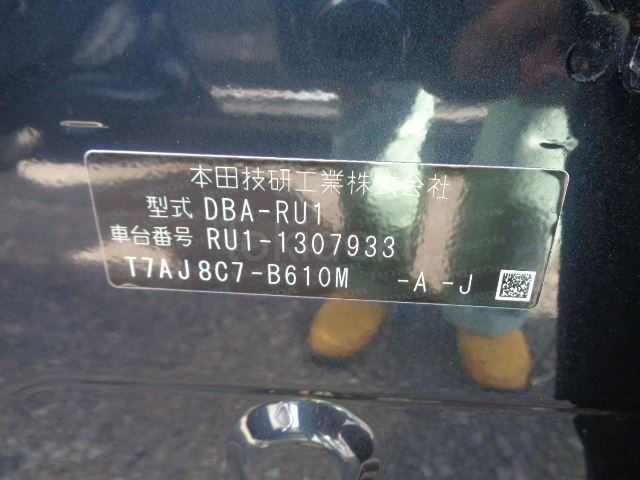 本田技研工業株式会社
型式 DBA-RU1
車台番号 RU1-1307933
T7AJ8C7-B610M -A -J